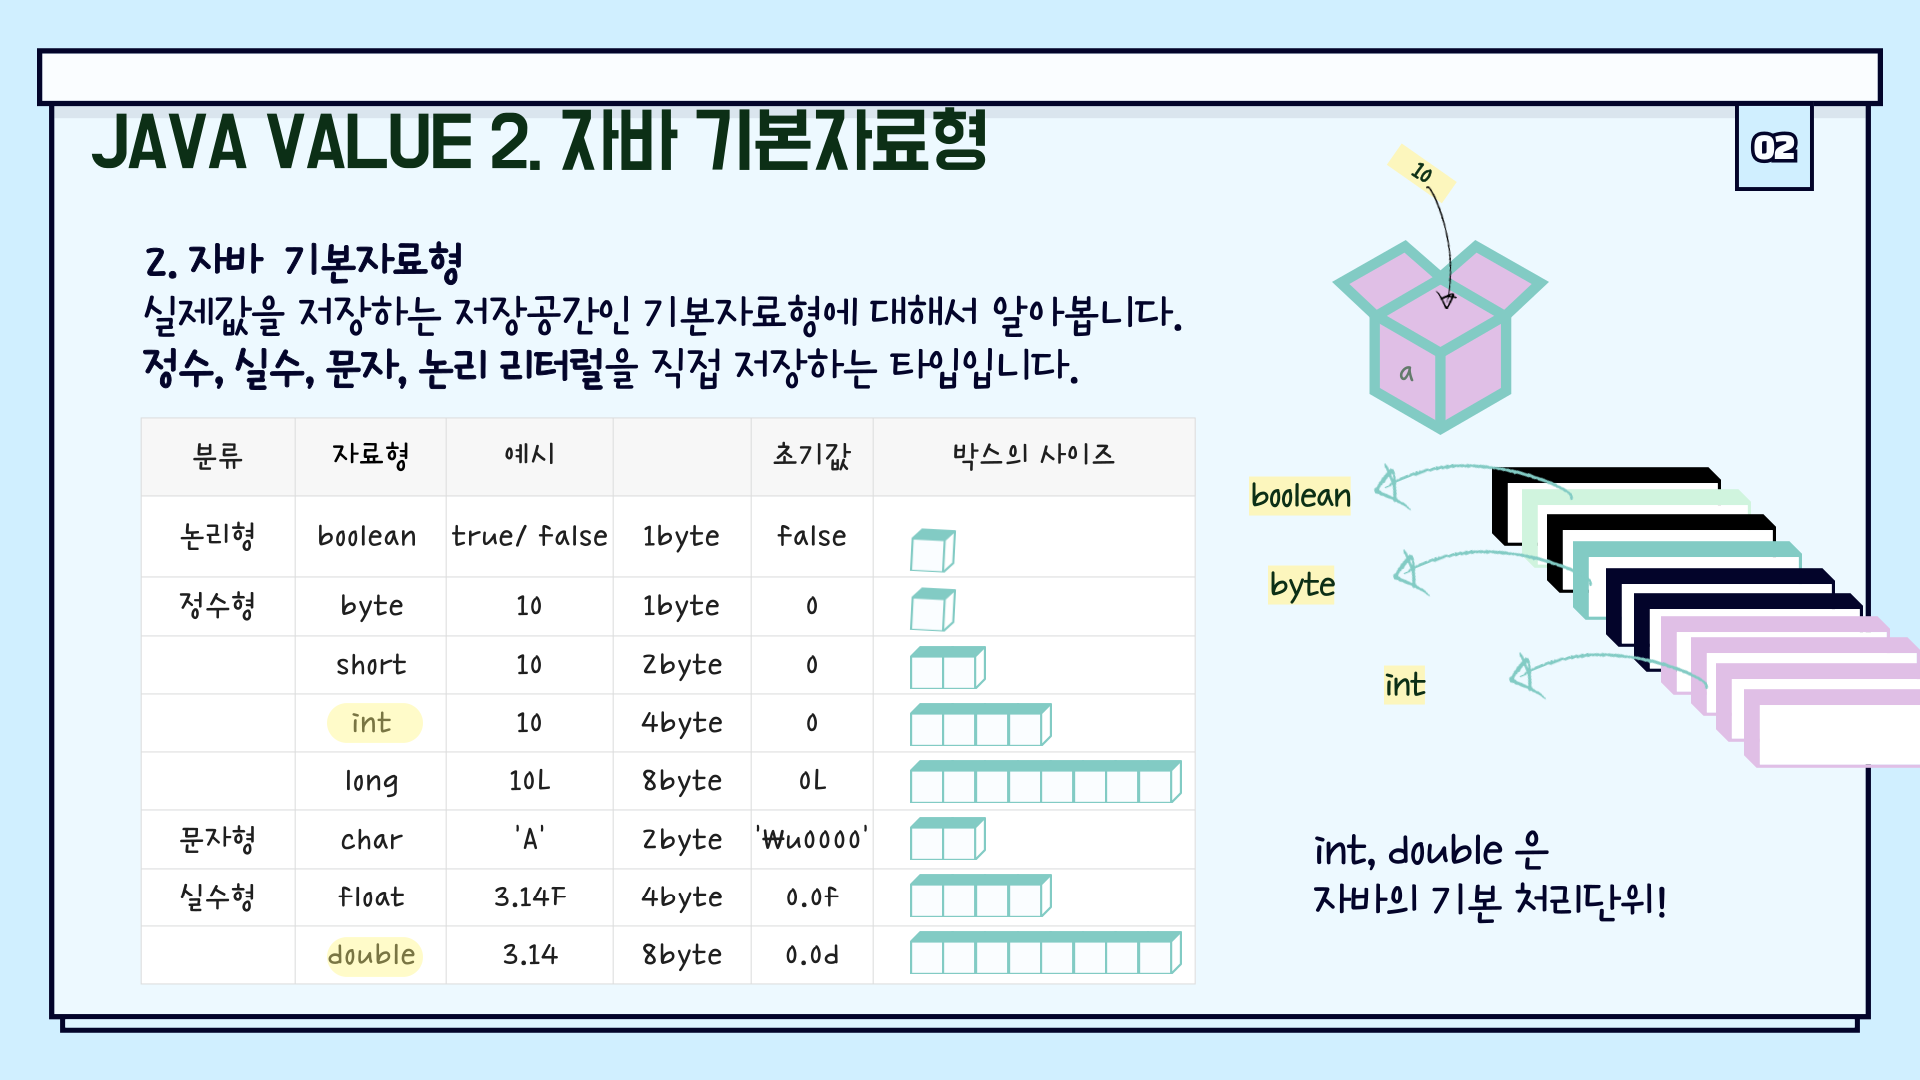 JAVA VALUE 2. 자바 기본자료형
02
2. 자바 기본자료형
실제값을 저장하는 저장공간인 기본자료형에 대해서 알아봅니다.
정수, 실수, 문자, 논리 리터럴을 직접 저장하는 타입입니다.
10
a
분류 자료형 예시 초기값 박스의 사이즈
논리형 boolean true/ false 1byte false
정수형 byte 10 1byte 0
short 10 2byte 0
int 10 4byte 0
long 10L 8byte 0L
문자형 char 'A' 2byte '₩u0000'
실수형 float 3.14F 4byte 0.0f
double 3.14 8byte 0.0d
boolean
byte
int
int, double 은
자바의 기본 처리단위!